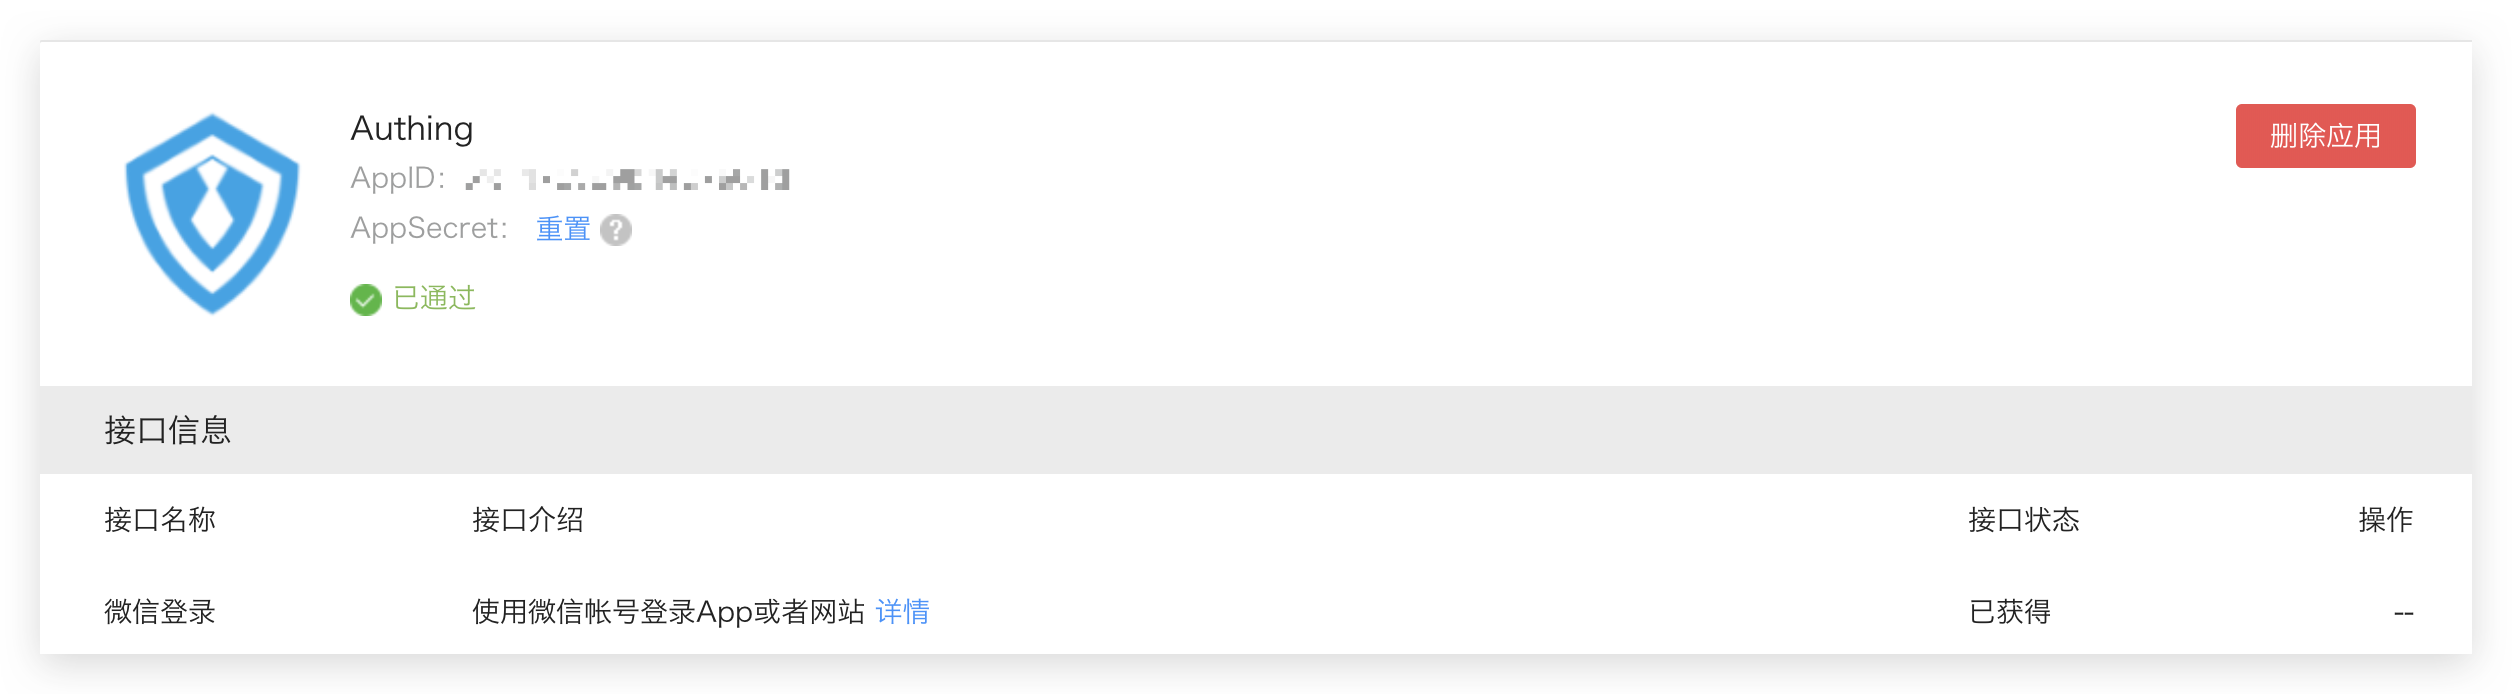 Authing
删除应用
AppID：
AppSecret： 重置 ?
已通过
接口信息
接口名称 接口介绍 接口状态 操作
微信登录 使用微信帐号登录App或者网站 详情 已获得 --